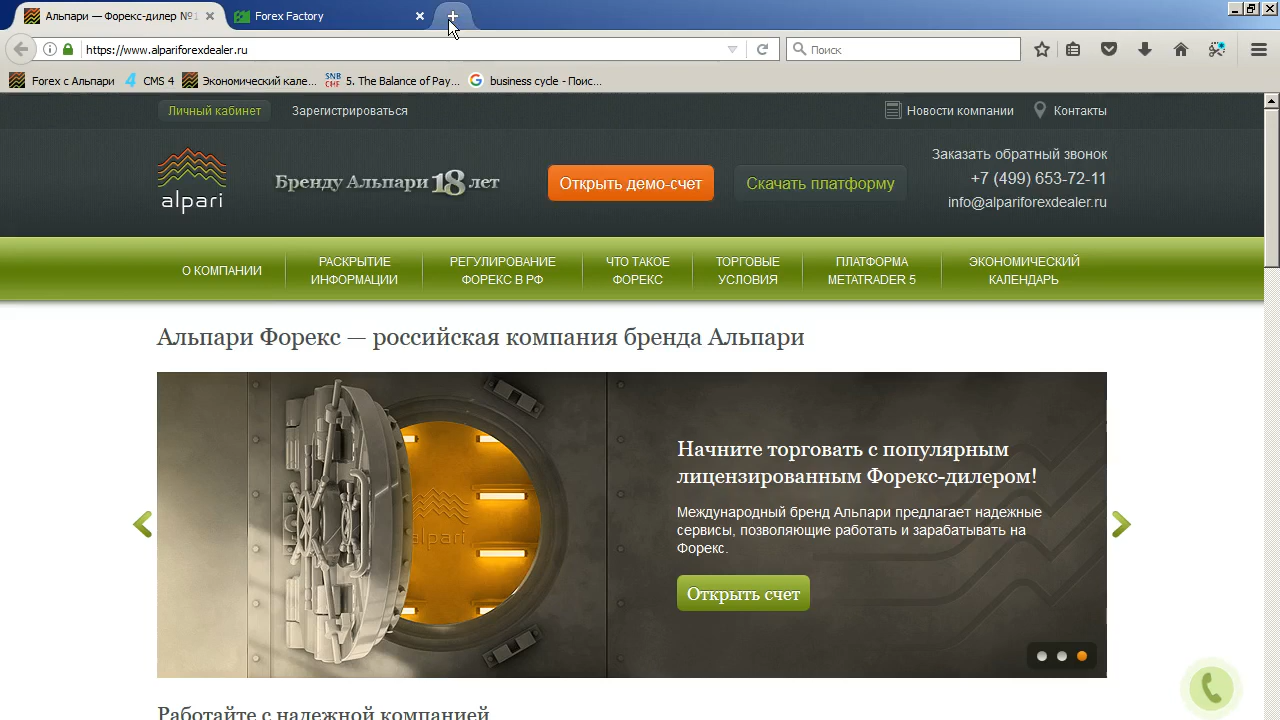 Альпари — Форекс-дилер №1
Forex Factory
https://www.alpariforexdealer.ru
Поиск
Forex с Альпари
CMS 4
Экономический кале...
SNB CHF
5. The Balance of Pay...
business cycle - Поис...
Личный кабинет
Зарегистрироваться
Новости компании
Контакты
alpari
Бренду Альпари 18 лет
Открыть демо-счет
Скачать платформу
Заказать обратный звонок
+7 (499) 653-72-11
info@alpariforexdealer.ru
О КОМПАНИИ
РАСКРЫТИЕ
ИНФОРМАЦИИ
РЕГУЛИРОВАНИЕ
ФОРЕКС В РФ
ЧТО ТАКОЕ
ФОРЕКС
ТОРГОВЫЕ
УСЛОВИЯ
ПЛАТФОРМА
METATRADER 5
ЭКОНОМИЧЕСКИЙ
КАЛЕНДАРЬ
Альпари Форекс — российская компания бренда Альпари
alpari
Начните торговать с популярным
лицензированным Форекс-дилером!
Международный бренд Альпари предлагает надежные
сервисы, позволяющие работать и зарабатывать на
Форекс.
Открыть счет
Работайте с надежной компанией